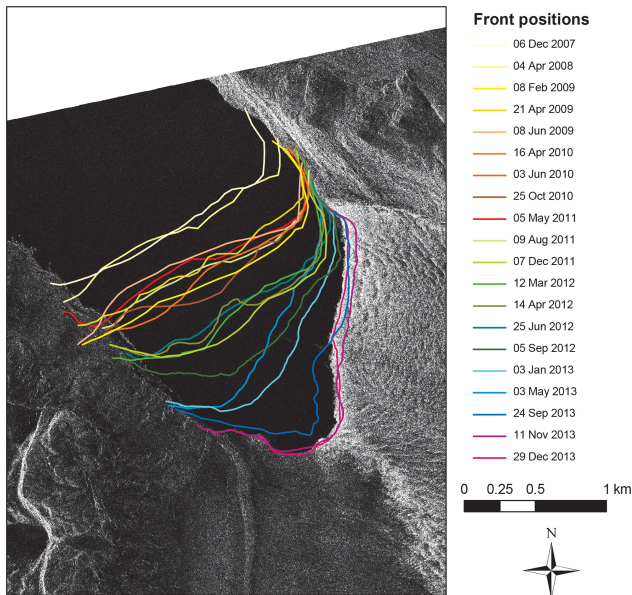 Front positions
06 Dec 2007
04 Apr 2008
08 Feb 2009
21 Apr 2009
08 Jun 2009
16 Apr 2010
03 Jun 2010
25 Oct 2010
05 May 2011
09 Aug 2011
07 Dec 2011
12 Mar 2012
14 Apr 2012
25 Jun 2012
05 Sep 2012
03 Jan 2013
03 May 2013
24 Sep 2013
11 Nov 2013
29 Dec 2013
0 0.25 0.5 1 km
N